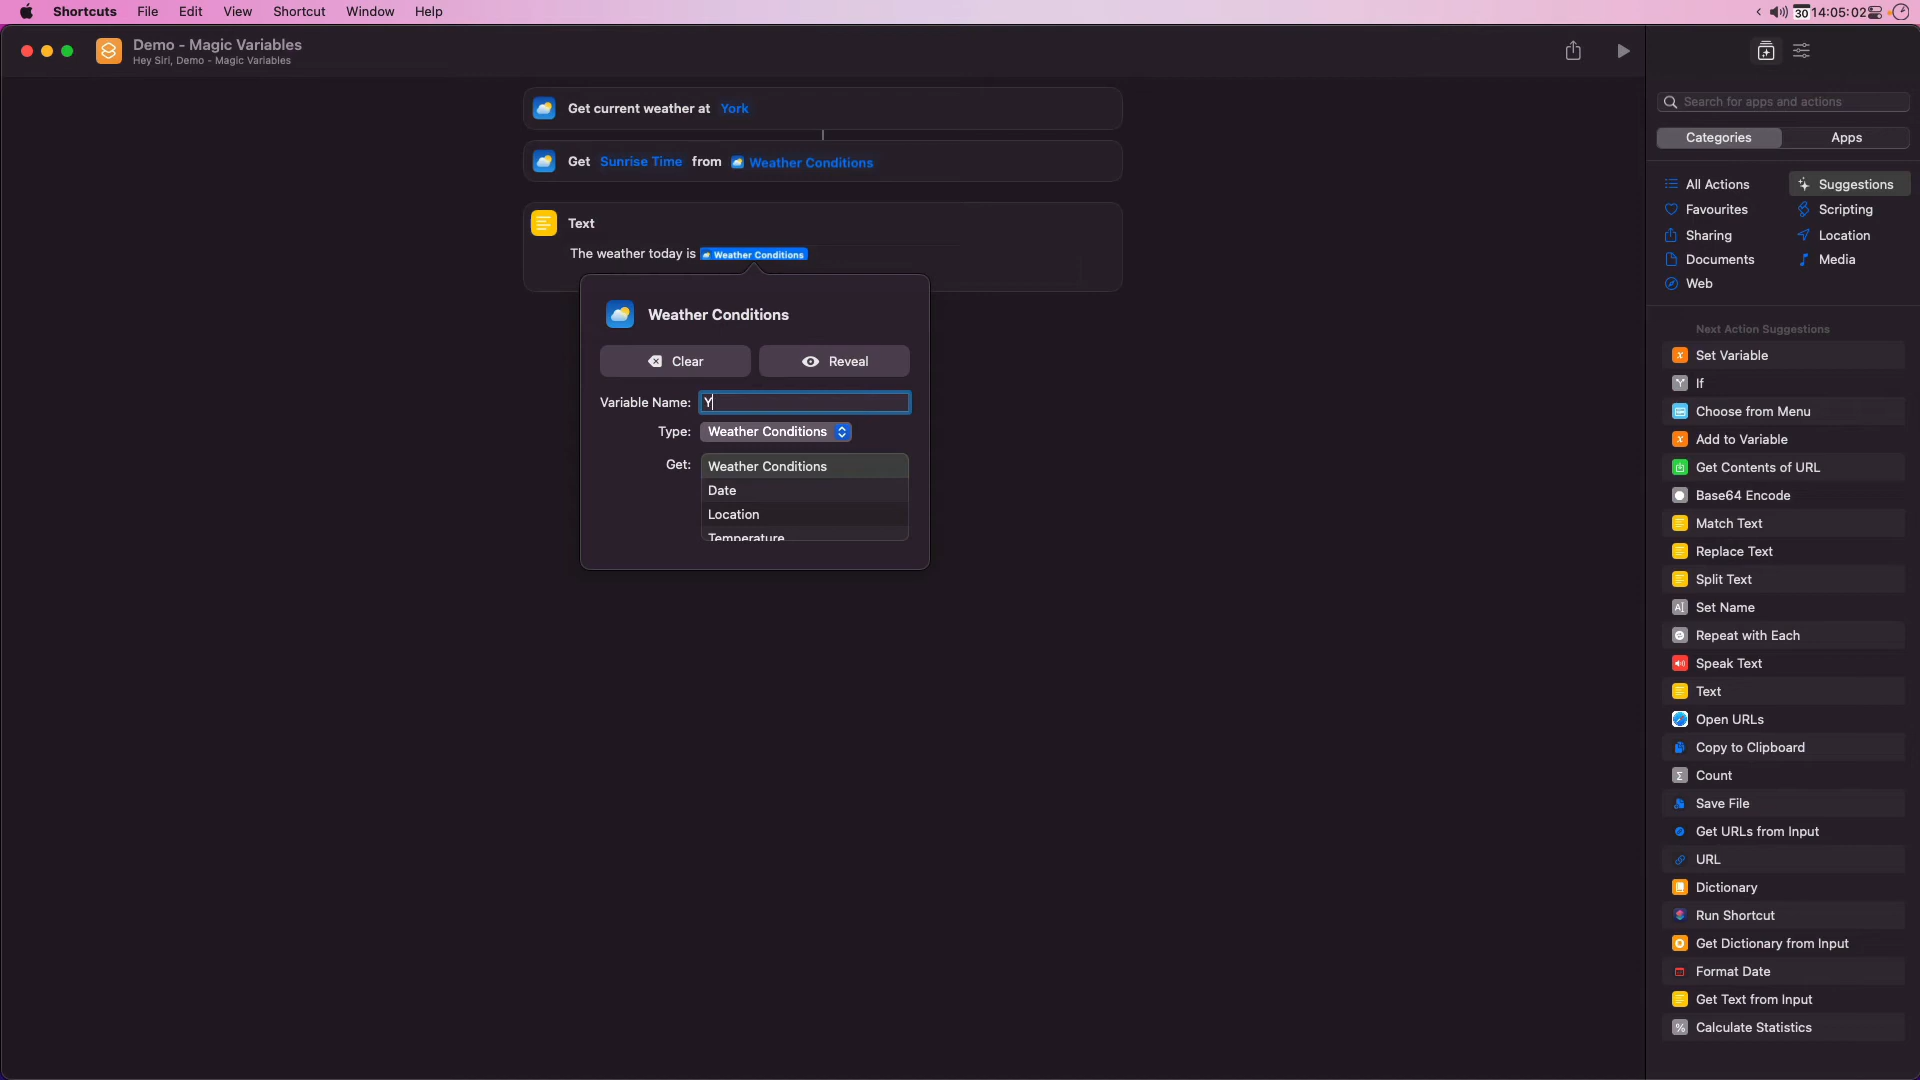 Shortcuts File Edit View Shortcut Window Help
30 14:05:02
Demo - Magic Variables
Hey Siri, Demo - Magic Variables
Get current weather at York
Get Sunrise Time from Weather Conditions
Text
The weather today is Weather Conditions
Weather Conditions
Clear Reveal
Variable Name: Y
Type: Weather Conditions
Get: Weather Conditions
Date
Location
Temperature
Search for apps and actions
Categories Apps
All Actions Suggestions
Favourites Scripting
Sharing Location
Documents Media
Web
Next Action Suggestions
Set Variable
If
Choose from Menu
Add to Variable
Get Contents of URL
Base64 Encode
Match Text
Replace Text
Split Text
Set Name
Repeat with Each
Speak Text
Text
Open URLs
Copy to Clipboard
Count
Save File
Get URLs from Input
URL
Dictionary
Run Shortcut
Get Dictionary from Input
Format Date
Get Text from Input
Calculate Statistics